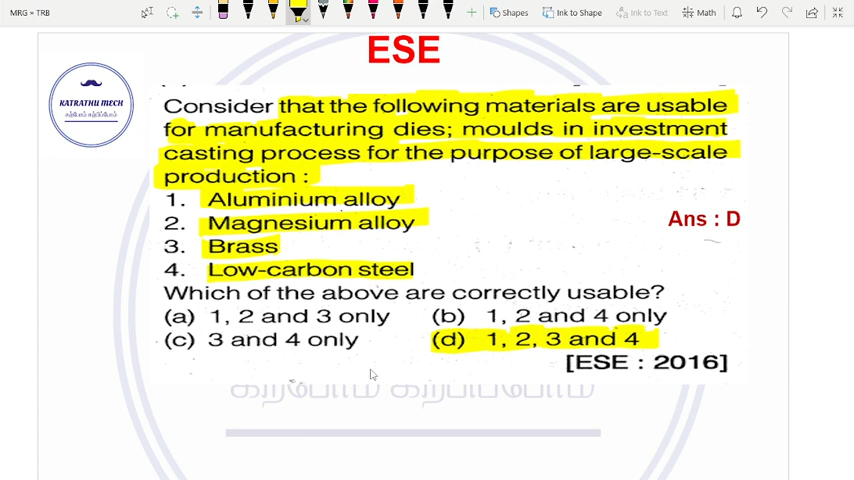 MRG » TRB
Shapes
Ink to Shape
Ink to Text
Math
ESE
KATRATHU MECH
கற்போம் கற்பிப்போம்
Consider that the following materials are usable
for manufacturing dies; moulds in investment
casting process for the purpose of large-scale
production :
1. Aluminium alloy
2. Magnesium alloy
3. Brass
4. Low-carbon steel
Ans : D
Which of the above are correctly usable?
(a) 1, 2 and 3 only (b) 1, 2 and 4 only
(c) 3 and 4 only (d) 1, 2, 3 and 4
[ESE : 2016]
கற்போம் கற்பிப்போம்